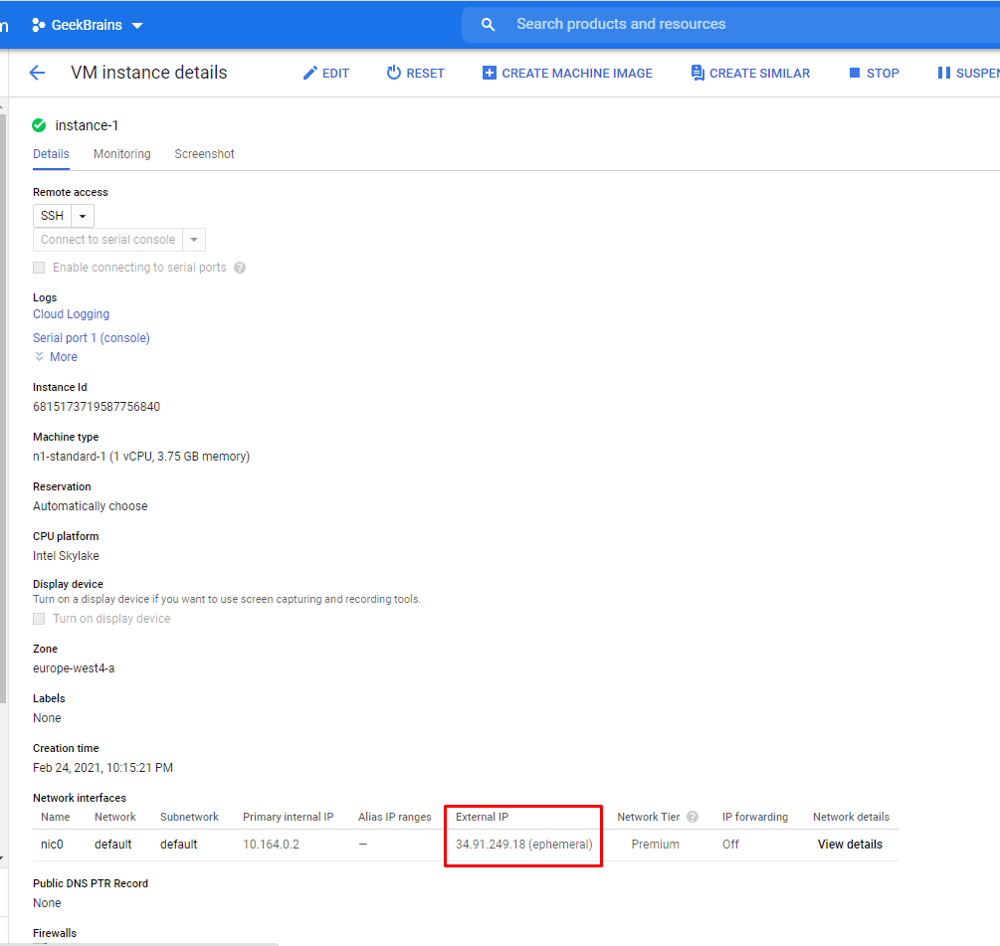 m GeekBrains Search products and resources
VM instance details EDIT RESET CREATE MACHINE IMAGE CREATE SIMILAR STOP SUSPEN
instance-1
Details Monitoring Screenshot
Remote access
SSH
Connect to serial console
Enable connecting to serial ports ?
Logs
Cloud Logging
Serial port 1 (console)
More
Instance Id
6815173719587756840
Machine type
n1-standard-1 (1 vCPU, 3.75 GB memory)
Reservation
Automatically choose
CPU platform
Intel Skylake
Display device
Turn on a display device if you want to use screen capturing and recording tools.
Turn on display device
Zone
europe-west4-a
Labels
None
Creation time
Feb 24, 2021, 10:15:21 PM
Network interfaces
Name Network Subnetwork Primary internal IP Alias IP ranges External IP Network Tier ? IP forwarding Network details
nic0 default default 10.164.0.2 — 34.91.249.18 (ephemeral) Premium Off View details
Public DNS PTR Record
None
Firewalls